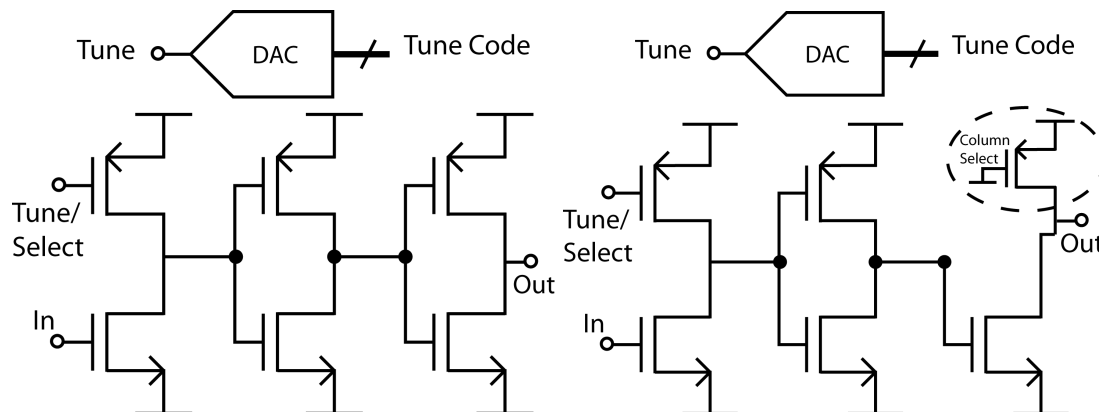 Tune
DAC
Tune Code
Tune/
Select
In
Out
Tune
DAC
Tune Code
Column
Select
Tune/
Select
In
Out